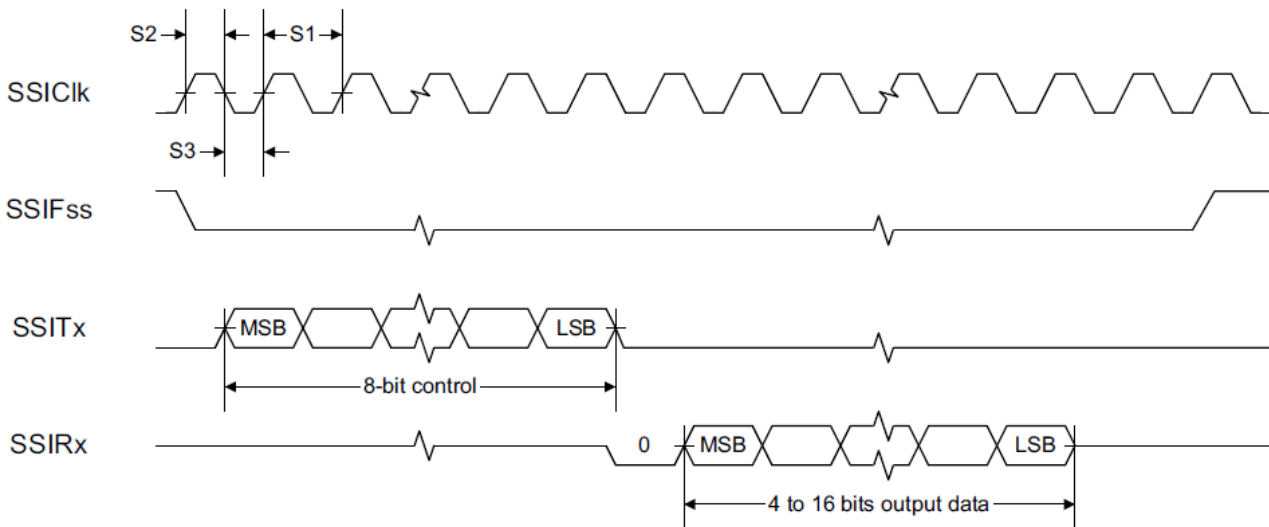 S2 S1
SSIClk
S3
SSIFss
SSITx MSB LSB
8-bit control
SSIRx 0 MSB LSB
4 to 16 bits output data